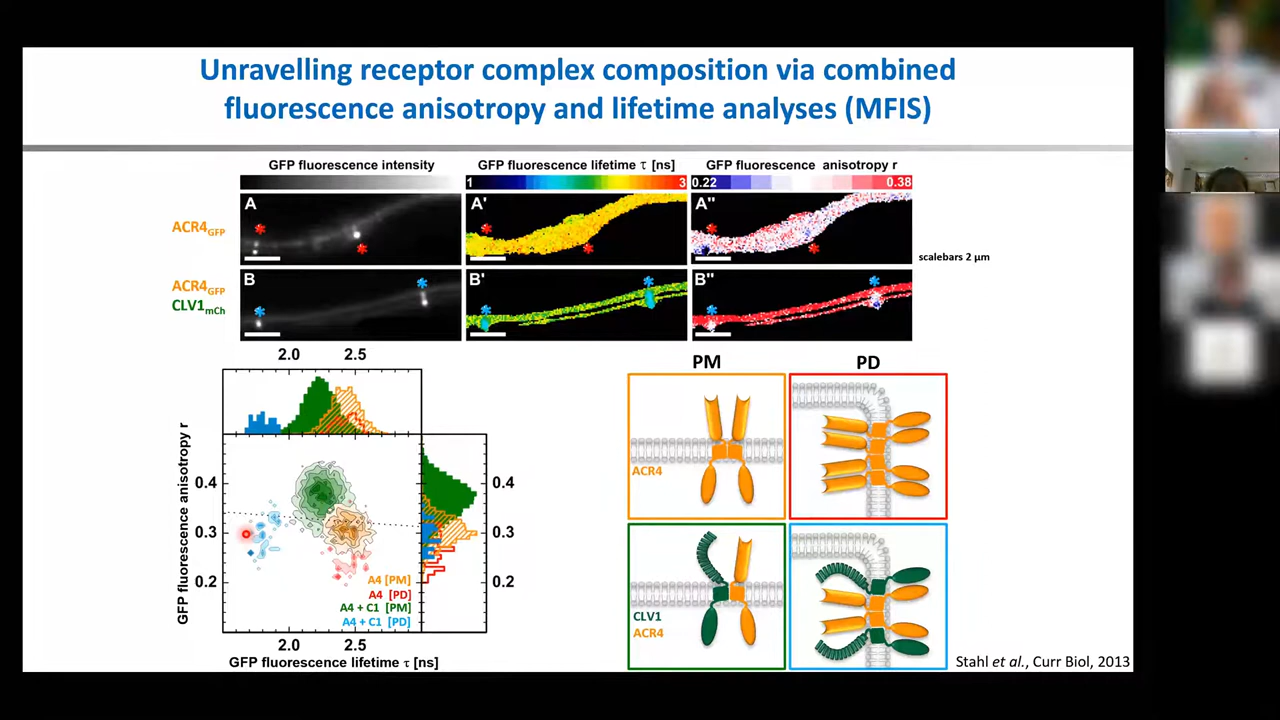 Unravelling receptor complex composition via combined
fluorescence anisotropy and lifetime analyses (MFIS)
GFP fluorescence intensity
GFP fluorescence lifetime τ [ns]
GFP fluorescence anisotropy r
1
3
0.22
0.38
ACR4GFP
A
A'
A''
scalebars 2 μm
ACR4GFP
CLV1mCh
B
B'
B''
2.0 2.5
GFP fluorescence anisotropy r
0.4
0.3
0.2
0.4
0.3
0.2
A4 [PM]
A4 [PD]
A4 + C1 [PM]
A4 + C1 [PD]
2.0 2.5
GFP fluorescence lifetime τ [ns]
PM
PD
ACR4
CLV1
ACR4
Stahl et al., Curr Biol, 2013